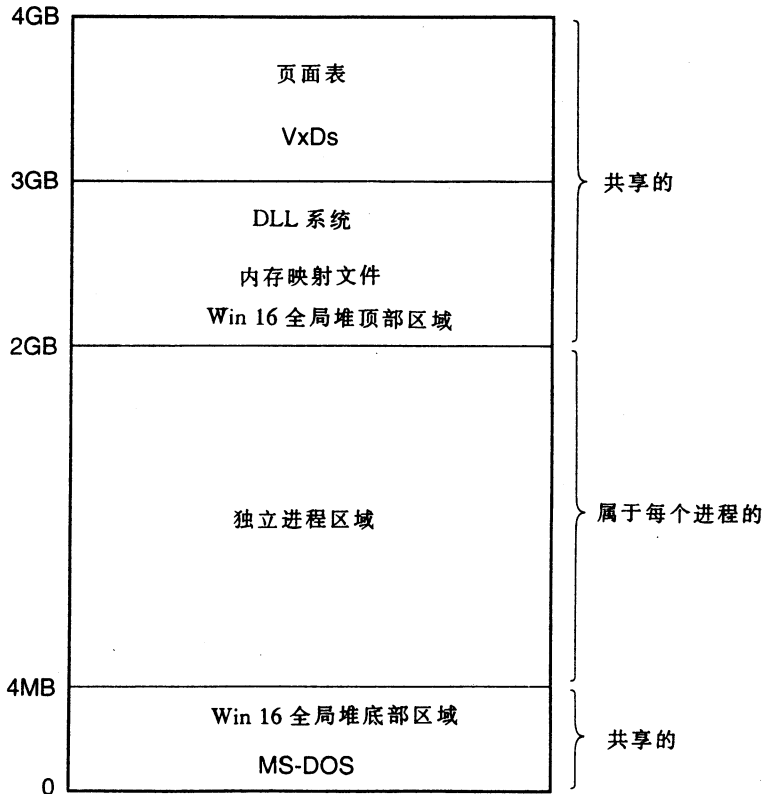 4GB
页面表
VxDs
共享的
3GB
DLL 系统
内存映射文件
Win 16 全局堆顶部区域
2GB
独立进程区域
属于每个进程的
4MB
Win 16 全局堆底部区域
共享的
MS-DOS
0